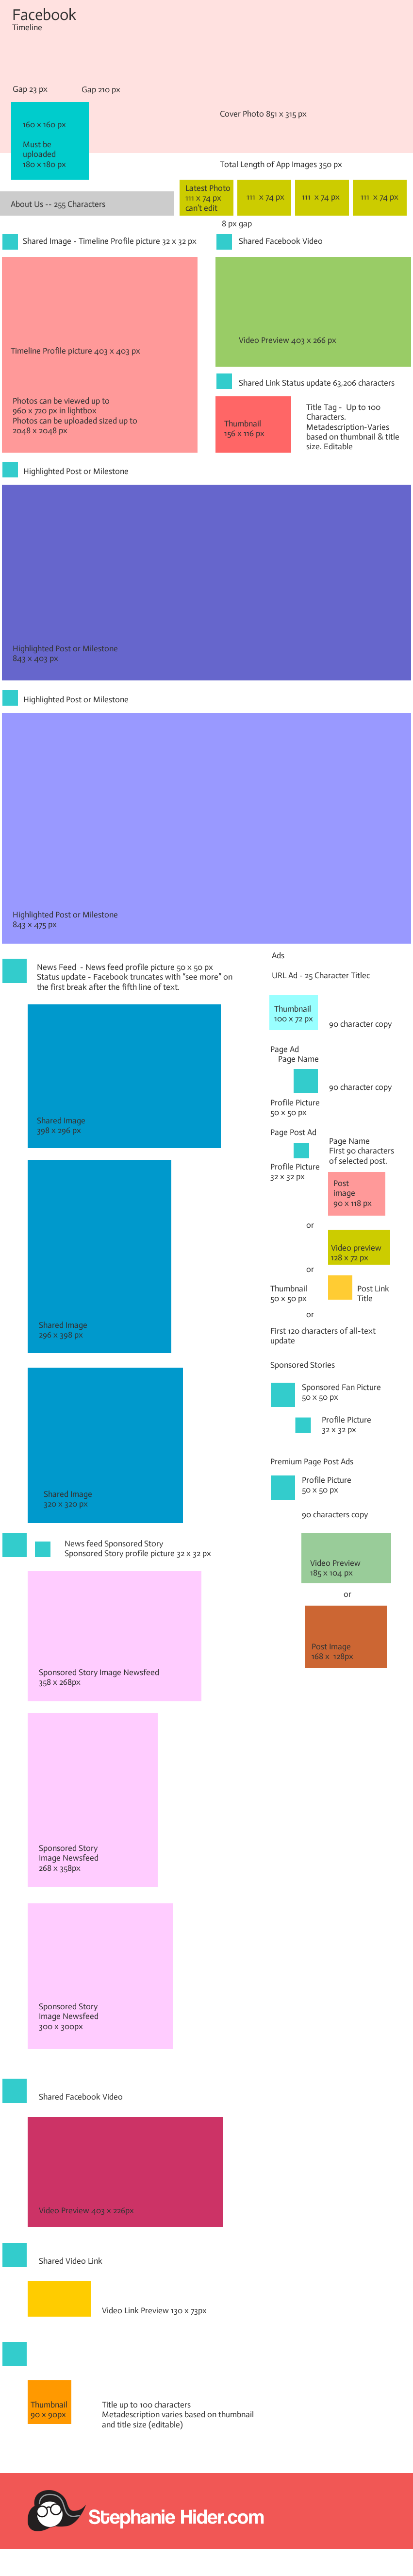 Facebook
Timeline
Gap 23 px
Gap 210 px
160 x 160 px
Must be
uploaded
180 x 180 px
Cover Photo 851 x 315 px
Total Length of App Images 350 px
About Us -- 255 Characters
Latest Photo
111 x 74 px
can't edit
111 x 74 px
111 x 74 px
111 x 74 px
8 px gap
Shared Image - Timeline Profile picture 32 x 32 px
Timeline Profile picture 403 x 403 px
Photos can be viewed up to
960 x 720 px in lightbox
Photos can be uploaded sized up to
2048 x 2048 px
Shared Facebook Video
Video Preview 403 x 266 px
Shared Link Status update 63,206 characters
Thumbnail
156 x 116 px
Title Tag - Up to 100
Characters.
Metadescription-Varies
based on thumbnail & title
size. Editable
Highlighted Post or Milestone
Highlighted Post or Milestone
843 x 403 px
Highlighted Post or Milestone
Highlighted Post or Milestone
843 x 475 px
News Feed - News feed profile picture 50 x 50 px
Status update - Facebook truncates with "see more" on
the first break after the fifth line of text.
Shared Image
398 x 296 px
Shared Image
296 x 398 px
Shared Image
320 x 320 px
Ads
URL Ad - 25 Character Titlec
Thumbnail
100 x 72 px
90 character copy
Page Ad
Page Name
90 character copy
Profile Picture
50 x 50 px
Page Post Ad
Page Name
First 90 characters
of selected post.
Profile Picture
32 x 32 px
Post
image
90 x 118 px
or
Video preview
128 x 72 px
or
Thumbnail
50 x 50 px
Post Link
Title
or
First 120 characters of all-text
update
Sponsored Stories
Sponsored Fan Picture
50 x 50 px
Profile Picture
32 x 32 px
Premium Page Post Ads
Profile Picture
50 x 50 px
90 characters copy
Video Preview
185 x 104 px
or
Post Image
168 x 128px
News feed Sponsored Story
Sponsored Story profile picture 32 x 32 px
Sponsored Story Image Newsfeed
358 x 268px
Sponsored Story
Image Newsfeed
268 x 358px
Sponsored Story
Image Newsfeed
300 x 300px
Shared Facebook Video
Video Preview 403 x 226px
Shared Video Link
Video Link Preview 130 x 73px
Thumbnail
90 x 90px
Title up to 100 characters
Metadescription varies based on thumbnail
and title size (editable)
Stephanie Hider.com